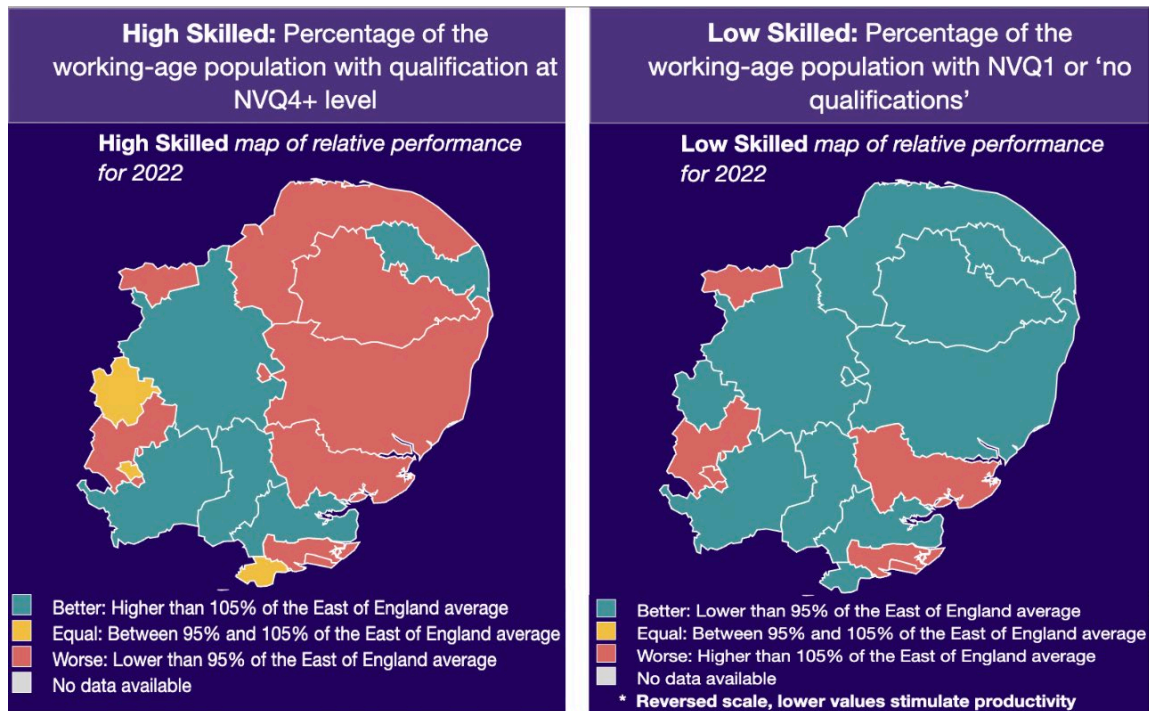 High Skilled: Percentage of the
working-age population with qualification at
NVQ4+ level
High Skilled map of relative performance
for 2022
Better: Higher than 105% of the East of England average
Equal: Between 95% and 105% of the East of England average
Worse: Lower than 95% of the East of England average
No data available
Low Skilled: Percentage of the
working-age population with NVQ1 or ‘no
qualifications’
Low Skilled map of relative performance
for 2022
Better: Lower than 95% of the East of England average
Equal: Between 95% and 105% of the East of England average
Worse: Higher than 105% of the East of England average
No data available
* Reversed scale, lower values stimulate productivity